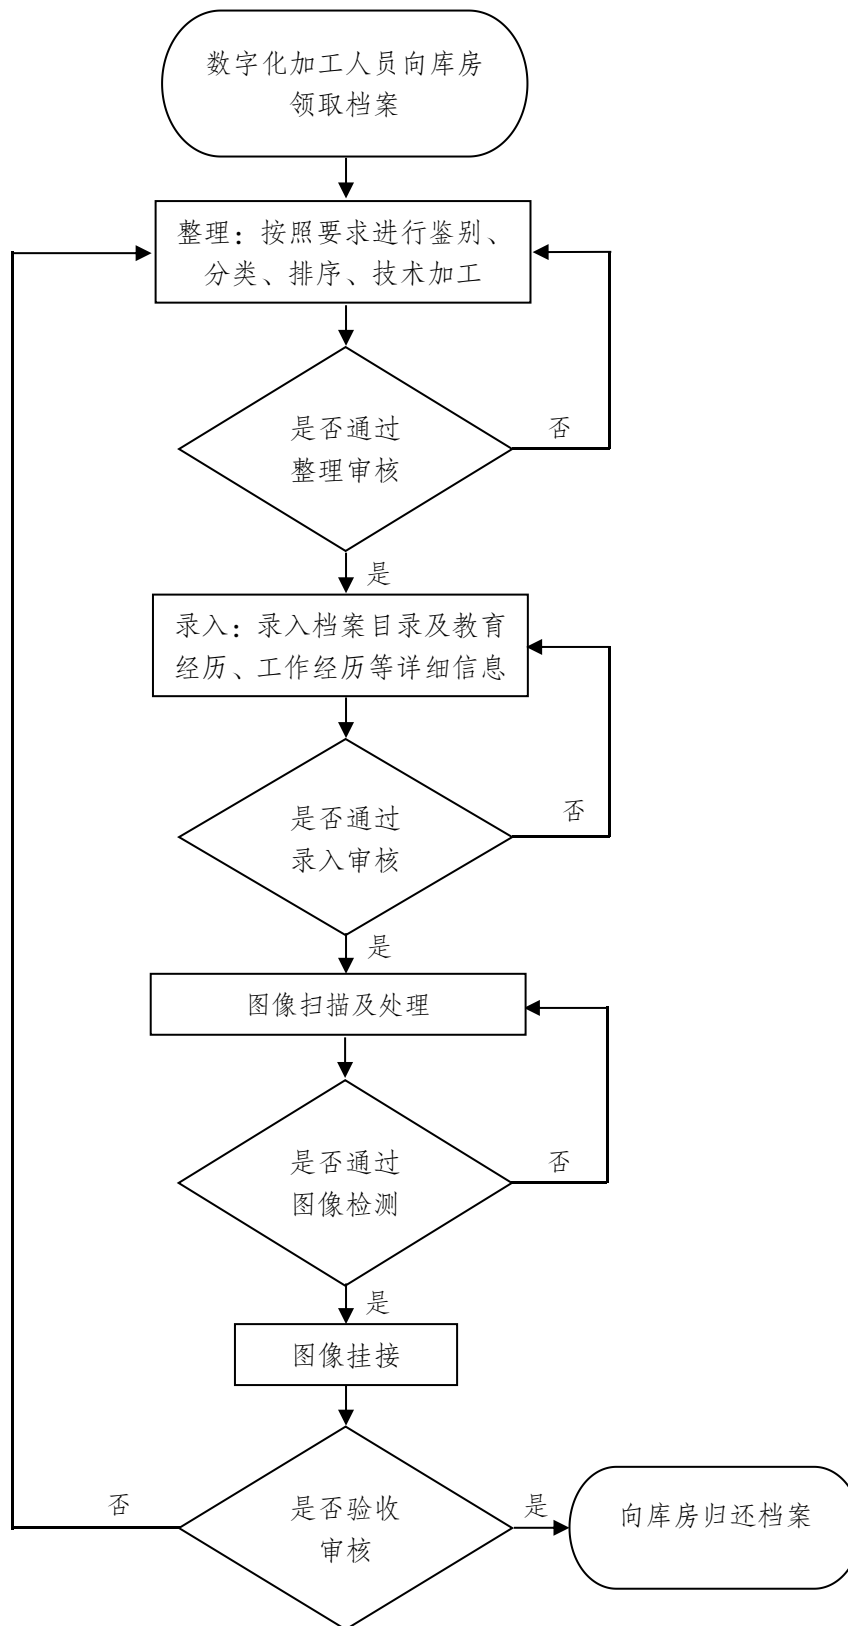 数字化加工人员向库房
领取档案
整理：按照要求进行鉴别、
分类、排序、技术加工
是否通过
整理审核
否
是
录入：录入档案目录及教育
经历、工作经历等详细信息
是否通过
录入审核
否
是
图像扫描及处理
是否通过
图像检测
否
是
图像挂接
是否验收
审核
否
是
向库房归还档案